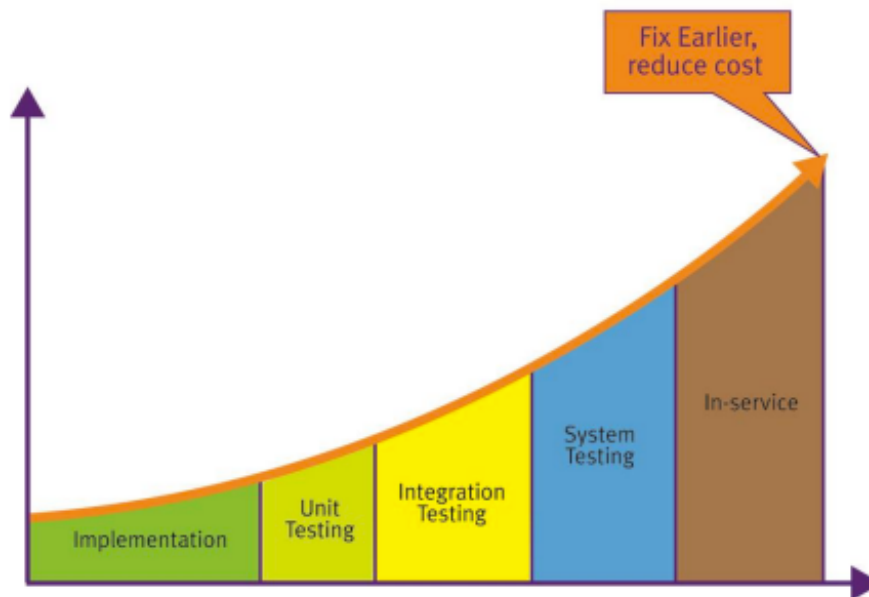 Fix Earlier,
reduce cost
Implementation
Unit
Testing
Integration
Testing
System
Testing
In-service